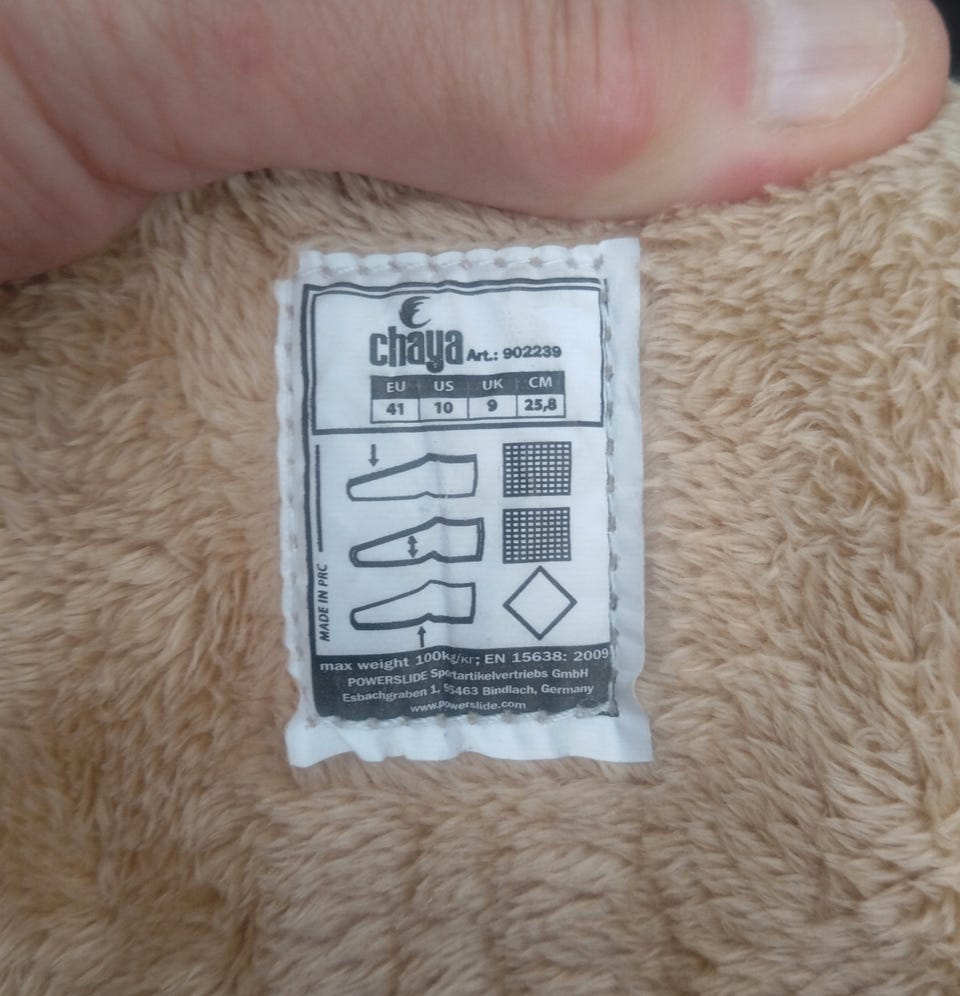 chaya Art.: 902239
EU US UK CM
41 10 9 25,8
MADE IN PRC
max weight 100kg/кг; EN 15638: 2009
POWERSLIDE Sportartikelvertriebs GmbH
Esbachgraben 1, 95463 Bindlach, Germany
www.powerslide.com